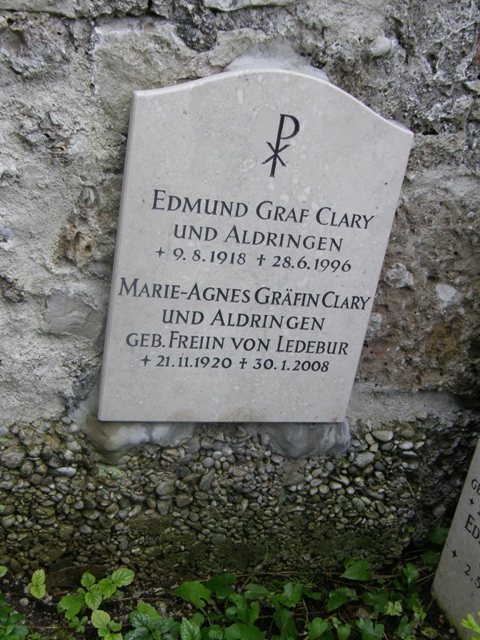 EDMUND GRAF CLARY
UND ALDRINGEN
+ 9.8.1918 + 28.6.1996
MARIE-AGNES GRÄFIN CLARY
UND ALDRINGEN
GEB. FREIIN VON LEDEBUR
+ 21.11.1920 + 30.1.2008